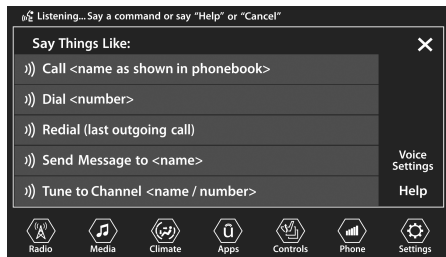 Listening... Say a command or say “Help” or “Cancel”
Say Things Like:
Call <name as shown in phonebook>
Dial <number>
Redial (last outgoing call)
Send Message to <name>
Tune to Channel <name / number>
Voice
Settings
Help
Radio
Media
Climate
Apps
Controls
Phone
Settings